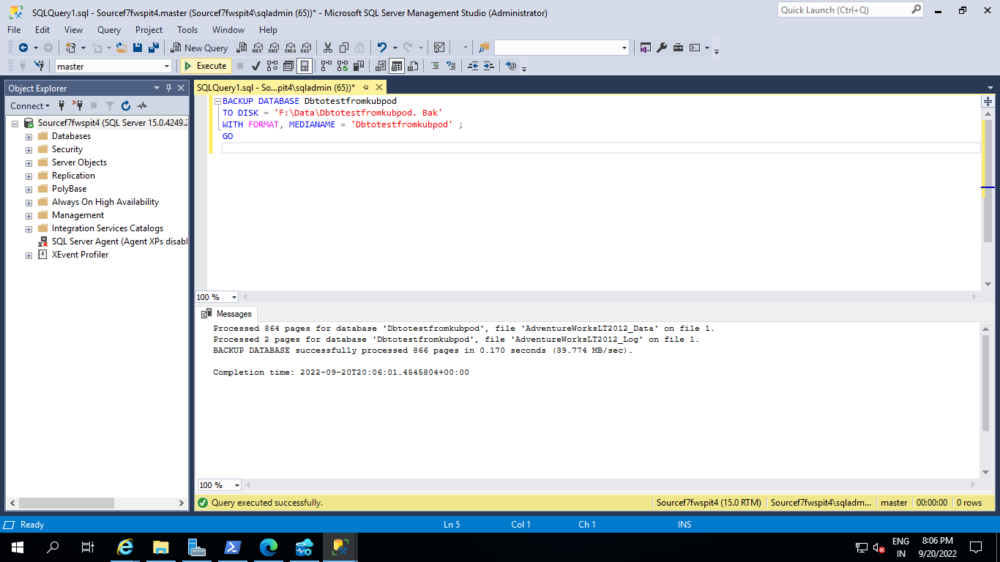 SQLQuery1.sql - Sourcef7fwspit4.master (Sourcef7fwspit4\sqladmin (65))* - Microsoft SQL Server Management Studio (Administrator)
Quick Launch (Ctrl+Q)
File Edit View Query Project Tools Window Help
New Query MDX DMX XMLA DAX
master Execute
Object Explorer
Connect
Sourcef7fwspit4 (SQL Server 15.0.4249.2
Databases
Security
Server Objects
Replication
PolyBase
Always On High Availability
Management
Integration Services Catalogs
SQL Server Agent (Agent XPs disabl
XEvent Profiler
SQLQuery1.sql - So...pit4\sqladmin (65))*
BACKUP DATABASE Dbtotestfromkubpod
TO DISK = 'F:\Data\Dbtotestfromkubpod. Bak'
WITH FORMAT, MEDIANAME = 'Dbtotestfromkubpod' ;
GO
100 %
Messages
Processed 864 pages for database 'Dbtotestfromkubpod', file 'AdventureWorksLT2012_Data' on file 1.
Processed 2 pages for database 'Dbtotestfromkubpod', file 'AdventureWorksLT2012_Log' on file 1.
BACKUP DATABASE successfully processed 866 pages in 0.170 seconds (39.774 MB/sec).
Completion time: 2022-09-20T20:06:01.4545804+00:00
100 %
Query executed successfully. Sourcef7fwspit4 (15.0 RTM) Sourcef7fwspit4\sqladm... master 00:00:00 0 rows
Ready Ln 5 Col 1 Ch 1 INS
ENG 8:06 PM
IN 9/20/2022